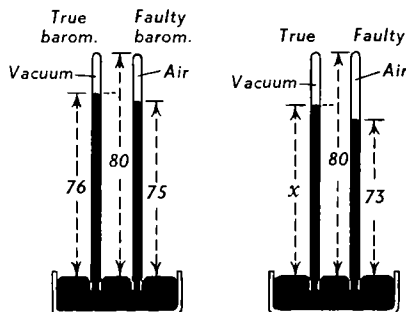 True barom.
Faulty barom.
Vacuum
Air
76
80
75
True
Faulty
Vacuum
Air
x
80
73